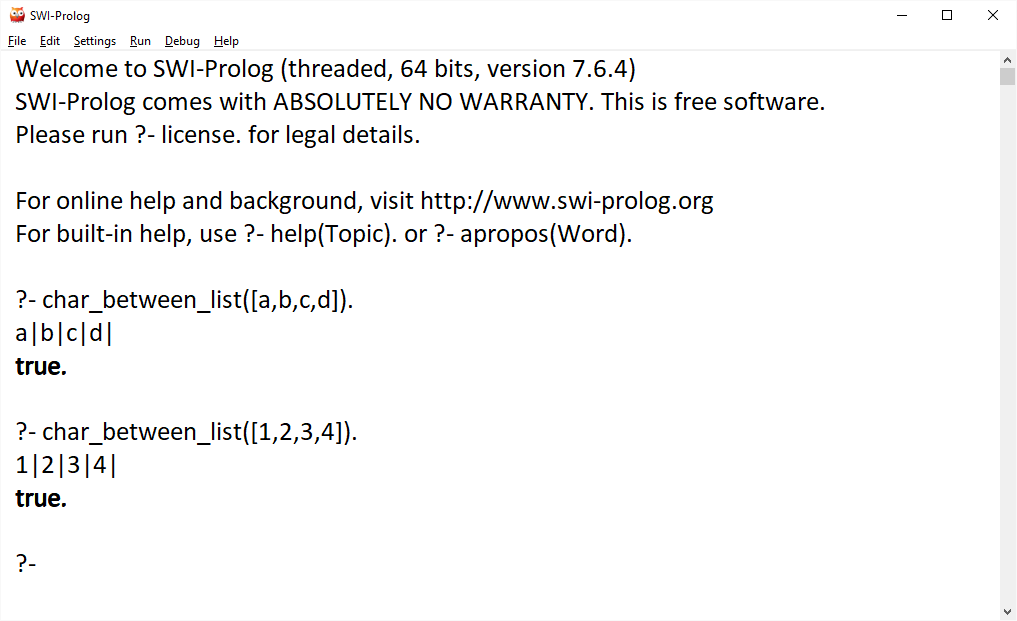 SWI-Prolog
File Edit Settings Run Debug Help
Welcome to SWI-Prolog (threaded, 64 bits, version 7.6.4)
SWI-Prolog comes with ABSOLUTELY NO WARRANTY. This is free software.
Please run ?- license. for legal details.
For online help and background, visit http://www.swi-prolog.org
For built-in help, use ?- help(Topic). or ?- apropos(Word).
?- char_between_list([a,b,c,d]).
a|b|c|d|
true.
?- char_between_list([1,2,3,4]).
1|2|3|4|
true.
?-